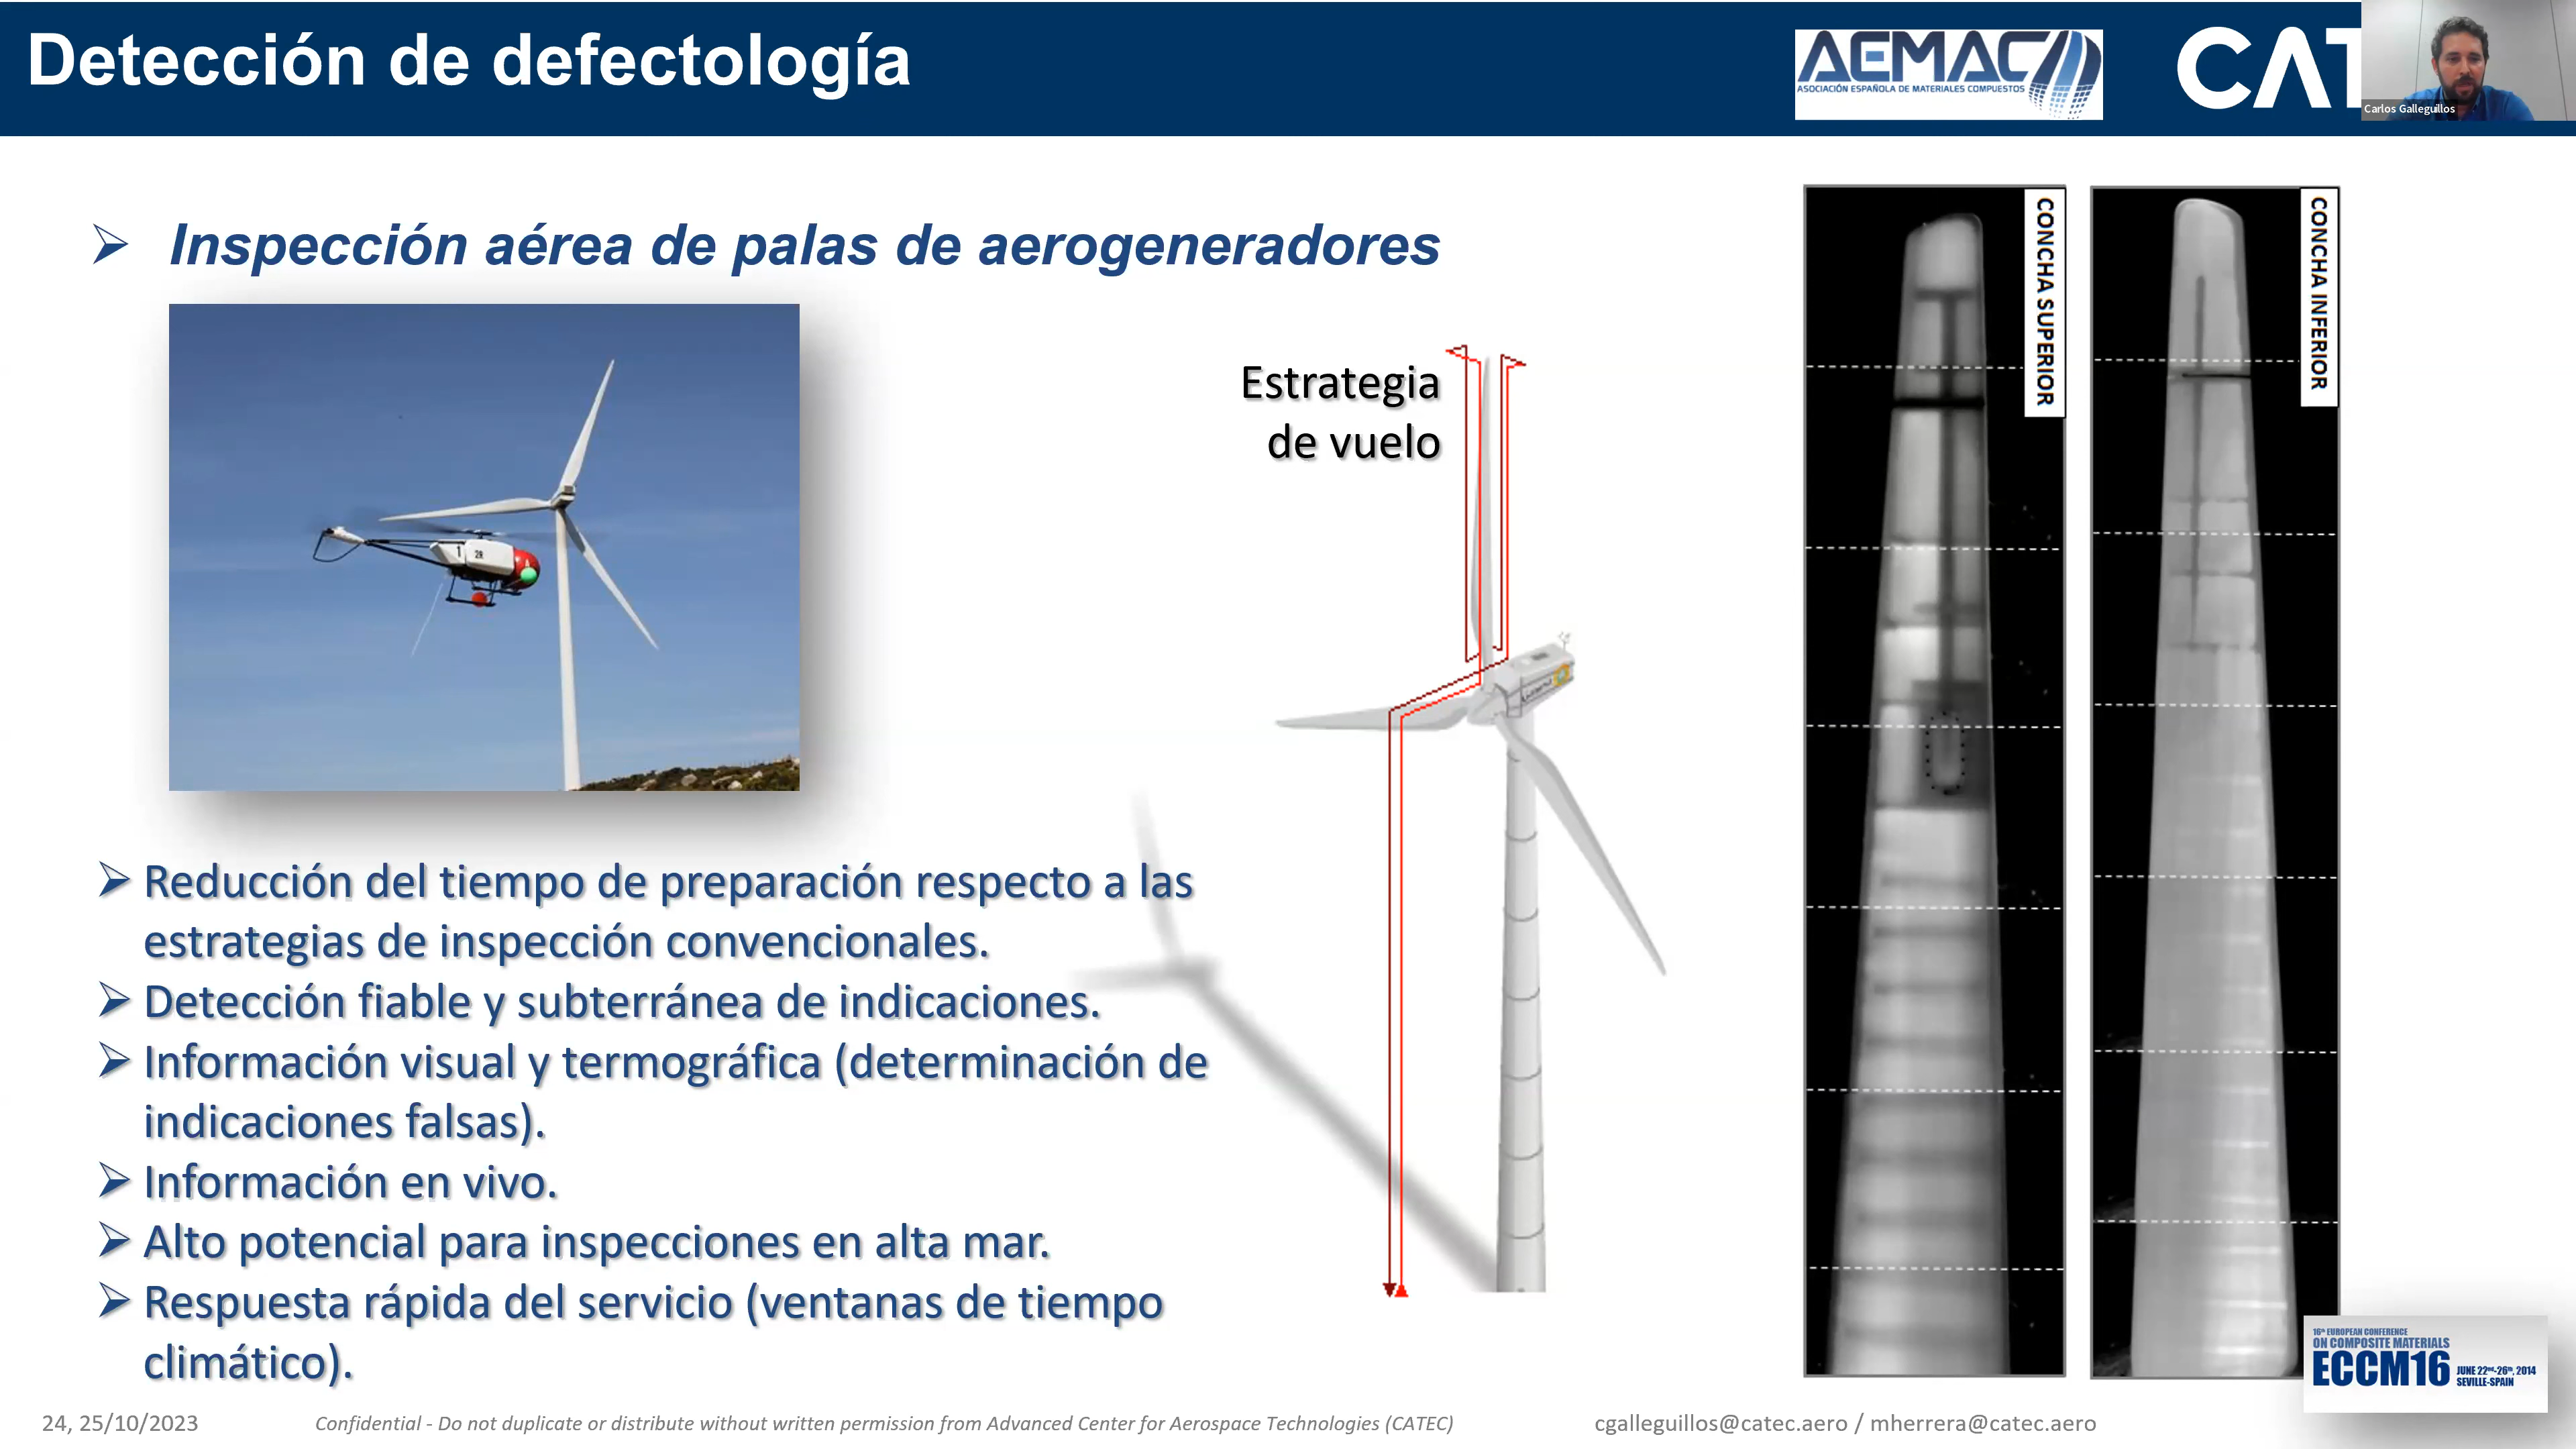 Detección de defectología
AEMAC
ASOCIACIÓN ESPAÑOLA DE MATERIALES COMPUESTOS
CAT
Carlos Galleguillos
Inspección aérea de palas de aerogeneradores
Estrategia
de vuelo
CONCHA SUPERIOR
CONCHA INFERIOR
Reducción del tiempo de preparación respecto a las
estrategias de inspección convencionales.
Detección fiable y subterránea de indicaciones.
Información visual y termográfica (determinación de
indicaciones falsas).
Información en vivo.
Alto potencial para inspecciones en alta mar.
Respuesta rápida del servicio (ventanas de tiempo
climático).
16th EUROPEAN CONFERENCE
ON COMPOSITE MATERIALS
ECCM16
JUNE 22nd-26th, 2014
SEVILLE-SPAIN
24, 25/10/2023
Confidential - Do not duplicate or distribute without written permission from Advanced Center for Aerospace Technologies (CATEC)
cgalleguillos@catec.aero / mherrera@catec.aero